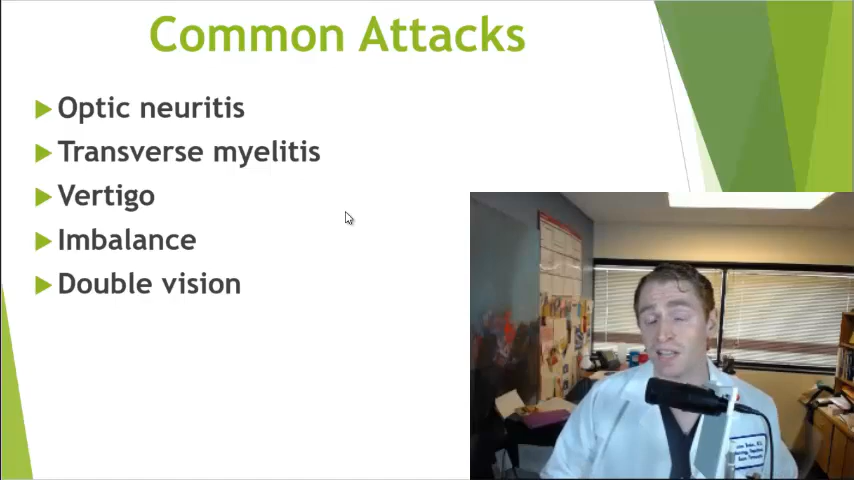 Common Attacks
Optic neuritis
Transverse myelitis
Vertigo
Imbalance
Double vision